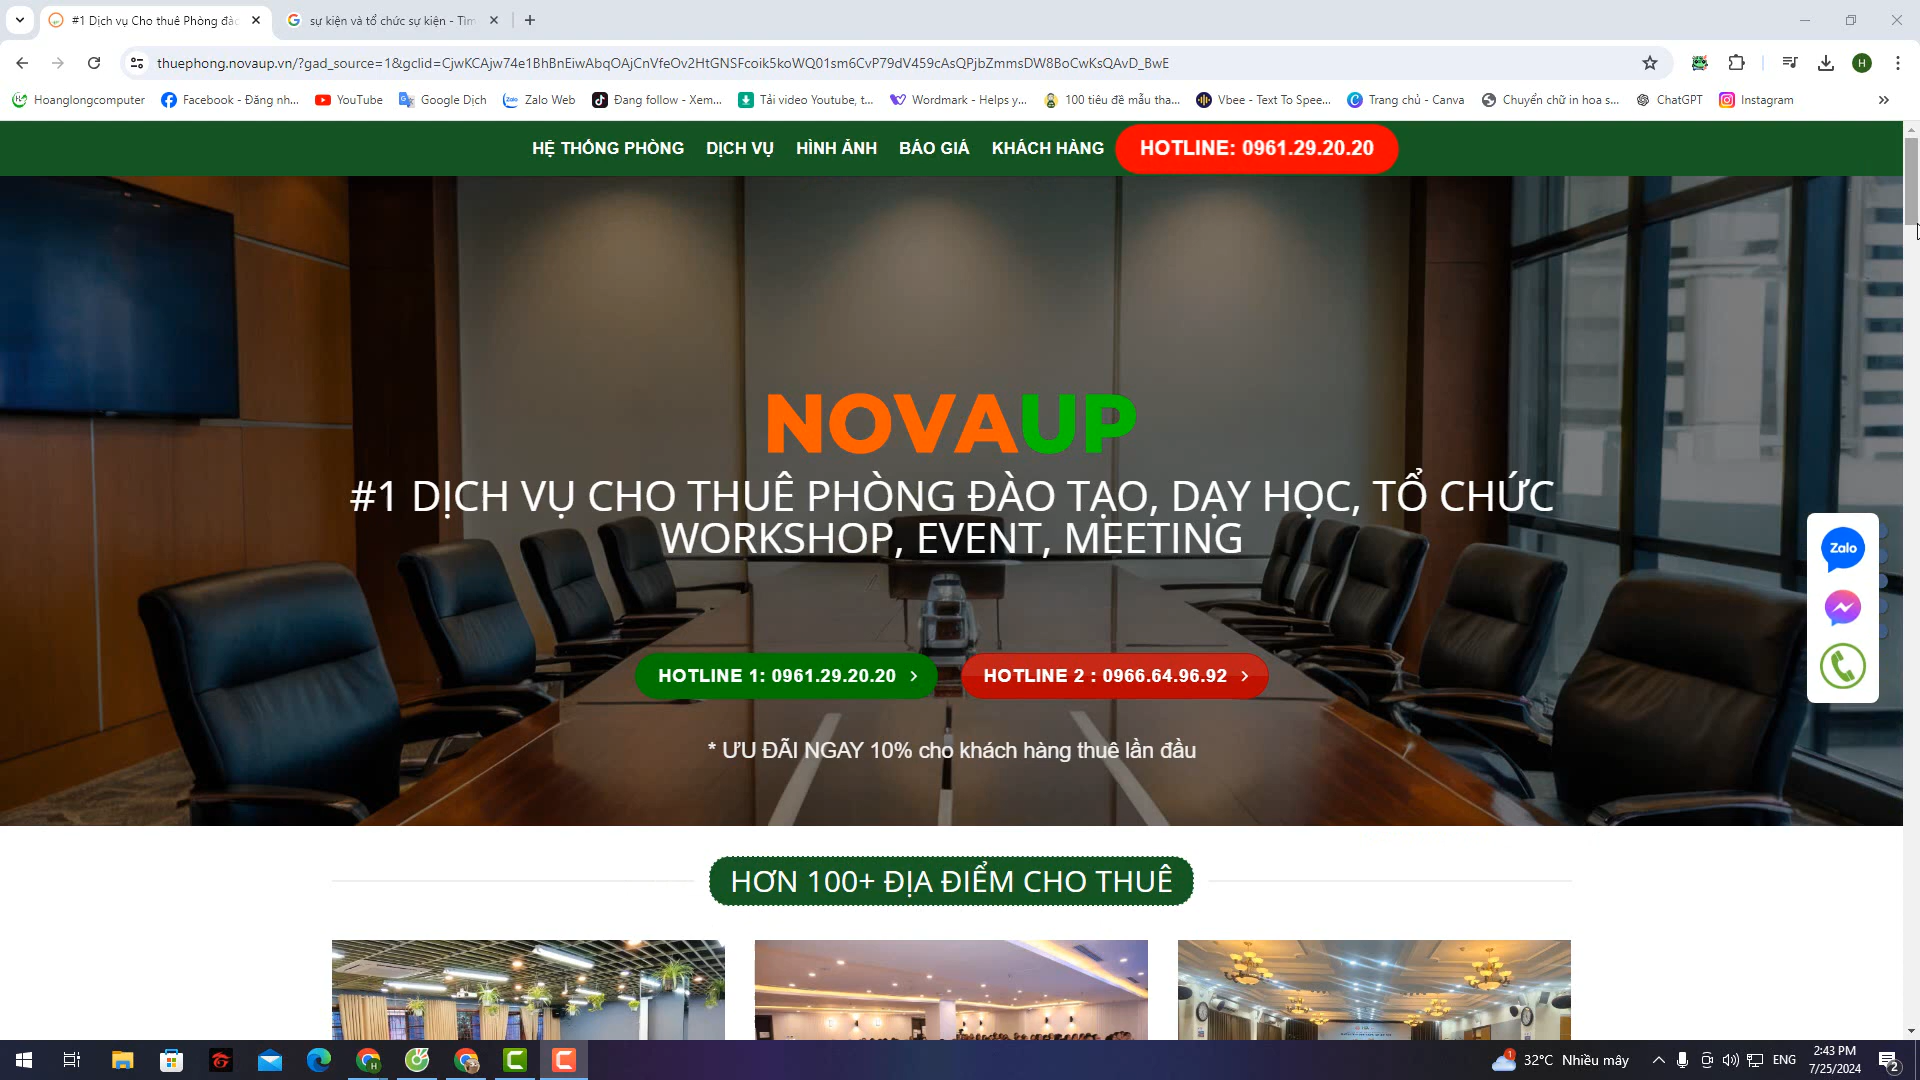 #1 Dịch vụ Cho thuê Phòng đào
sự kiện và tổ chức sự kiện - Tìm
thuephong.novaup.vn/?gad_source=1&gclid=CjwKCAjw74e1BhBnEiwAbqOAjCnVfeOv2HtGNSFcoik5koWQ01sm6CvP79dV459cAsQPjbZmmsDW8BoCwKsQAvD_BwE
H
Hoanglongcomputer
Facebook - Đăng nh...
YouTube
Google Dịch
Zalo Web
Đang follow - Xem...
Tải video Youtube, t...
Wordmark - Helps y...
100 tiêu đề mẫu tha...
Vbee - Text To Spee...
Trang chủ - Canva
Chuyển chữ in hoa s...
ChatGPT
Instagram
HỆ THỐNG PHÒNG DỊCH VỤ HÌNH ẢNH BÁO GIÁ KHÁCH HÀNG HOTLINE: 0961.29.20.20
NOVAUP
#1 DỊCH VỤ CHO THUÊ PHÒNG ĐÀO TẠO, DẠY HỌC, TỔ CHỨC
WORKSHOP, EVENT, MEETING
Zalo
HOTLINE 1: 0961.29.20.20
HOTLINE 2 : 0966.64.96.92
* ƯU ĐÃI NGAY 10% cho khách hàng thuê lần đầu
HƠN 100+ ĐỊA ĐIỂM CHO THUÊ
32°C Nhiều mây
ENG
2:43 PM
7/25/2024
2